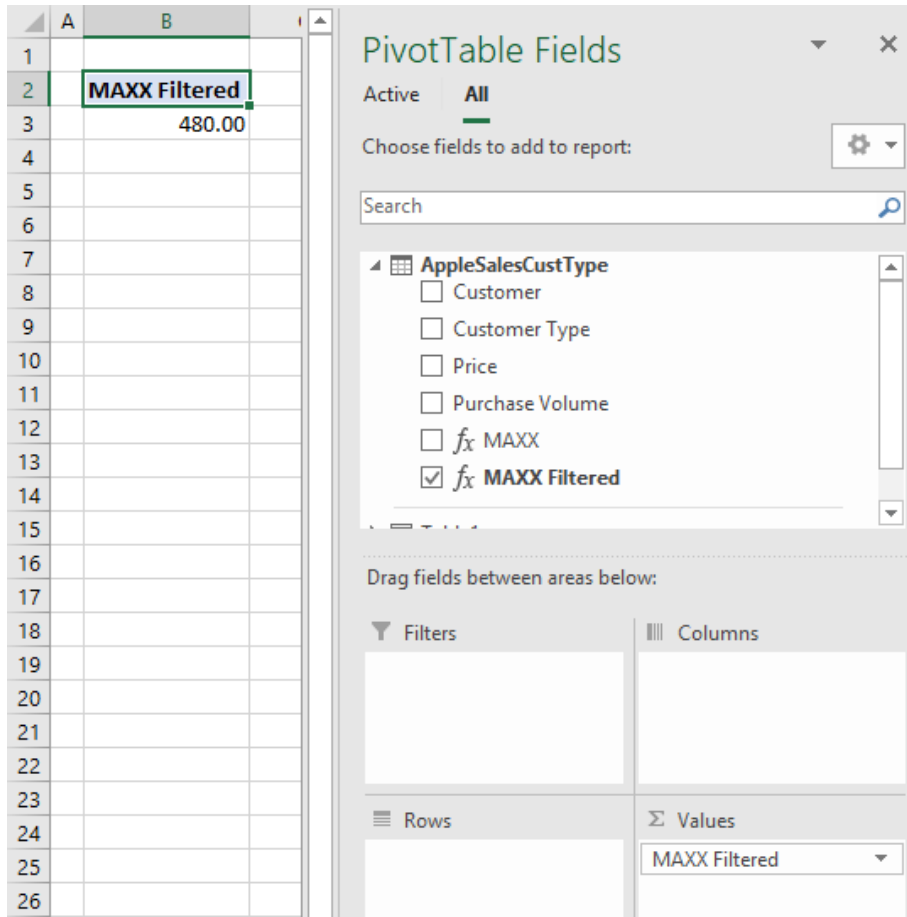 A B
1
2 MAXX Filtered
3 480.00
4
5
6
7
8
9
10
11
12
13
14
15
16
17
18
19
20
21
22
23
24
25
26
PivotTable Fields
Active All
Choose fields to add to report:
Search
AppleSalesCustType
Customer
Customer Type
Price
Purchase Volume
fx MAXX
fx MAXX Filtered
Drag fields between areas below:
Filters
Columns
Rows
Σ Values
MAXX Filtered